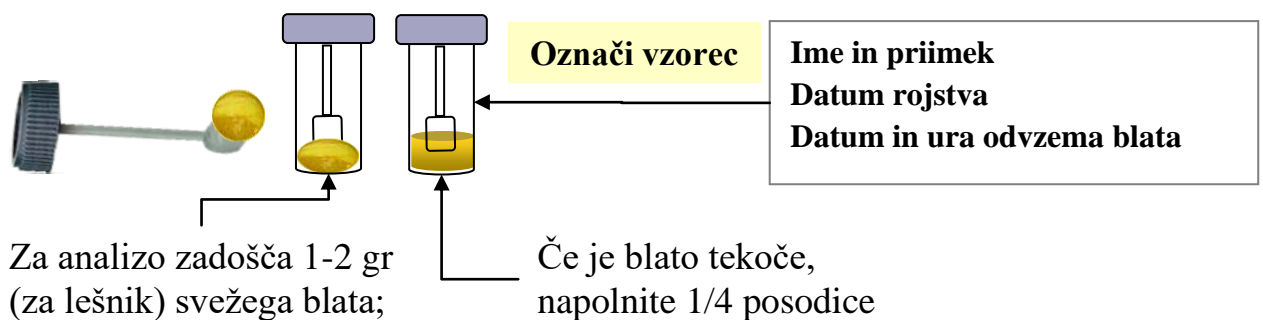 Označi vzorec
Ime in priimek
Datum rojstva
Datum in ura odvzema blata
Za analizo zadošča 1-2 gr
(za lešnik) svežega blata;
Če je blato tekoče,
napolnite 1/4 posodice